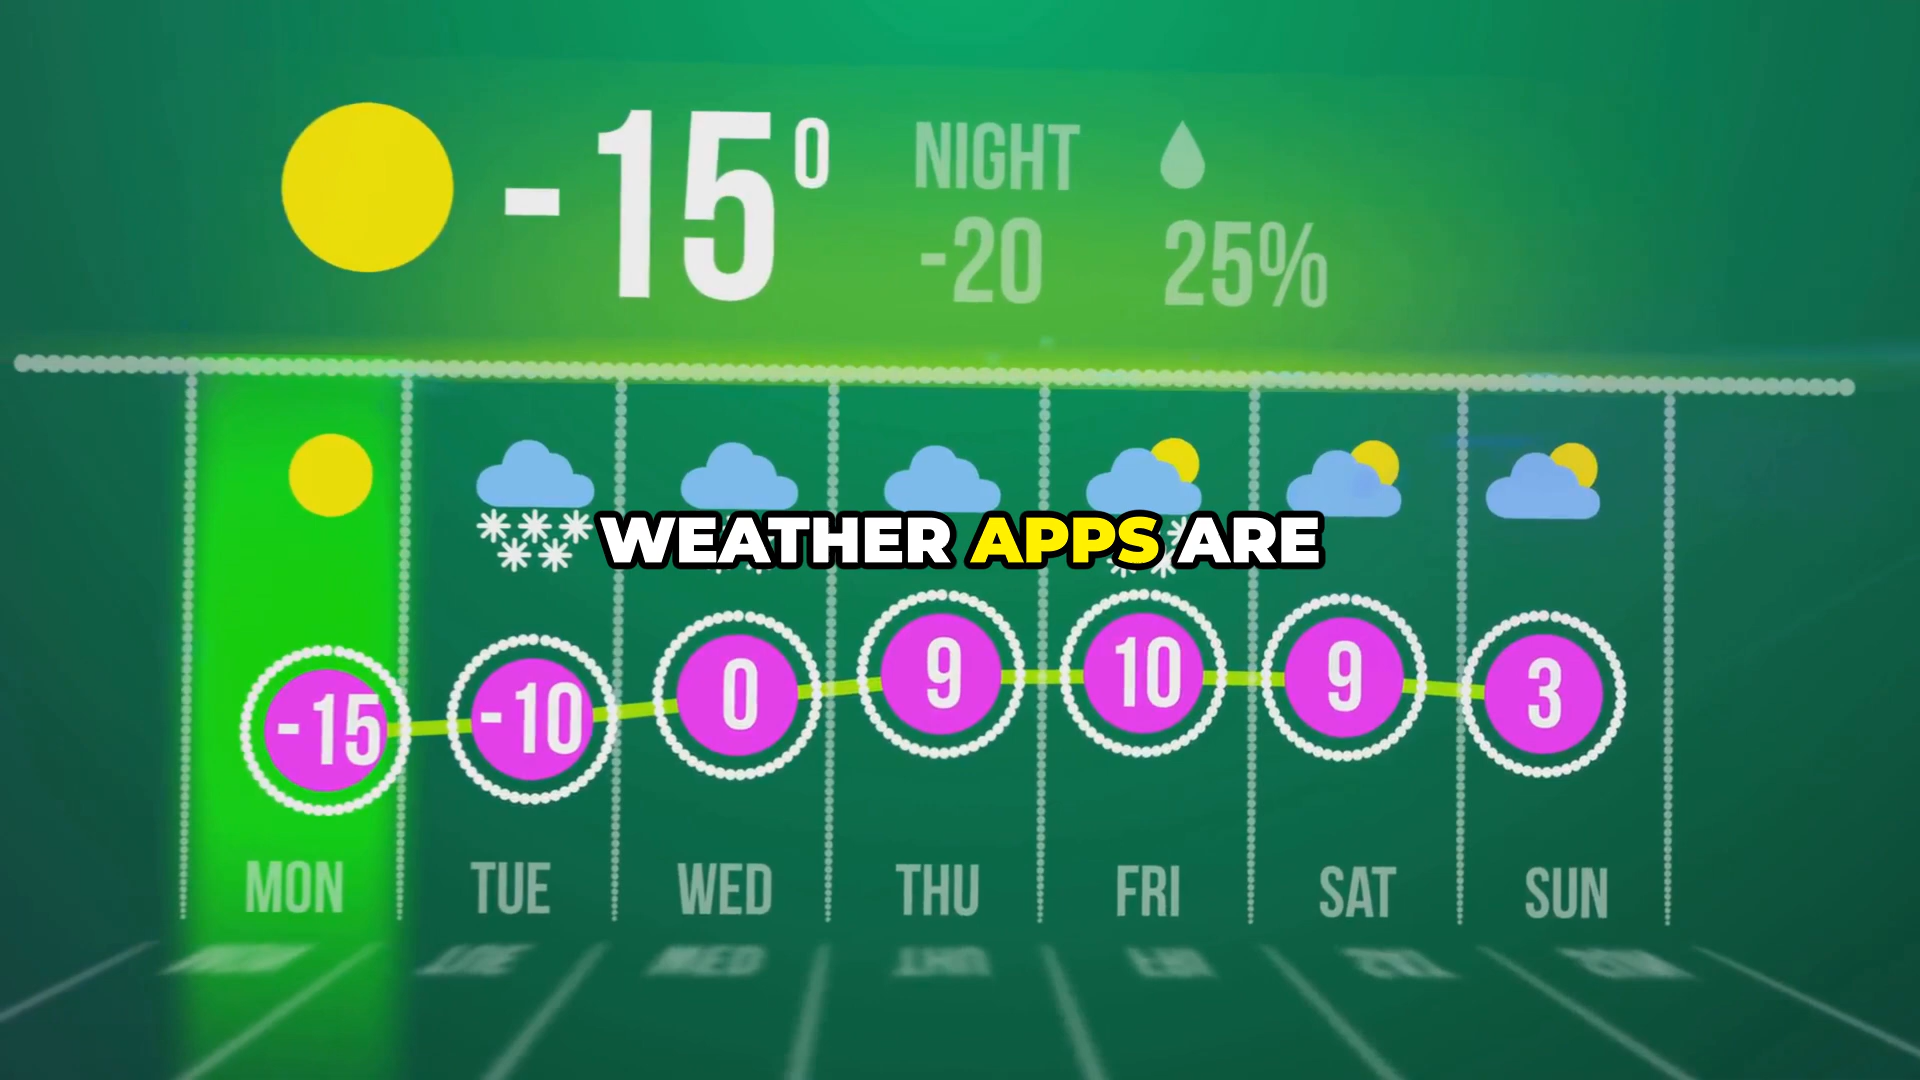 -15°
NIGHT
-20
25%
WEATHER APPS ARE
-15
-10
0
9
10
9
3
MON
TUE
WED
THU
FRI
SAT
SUN